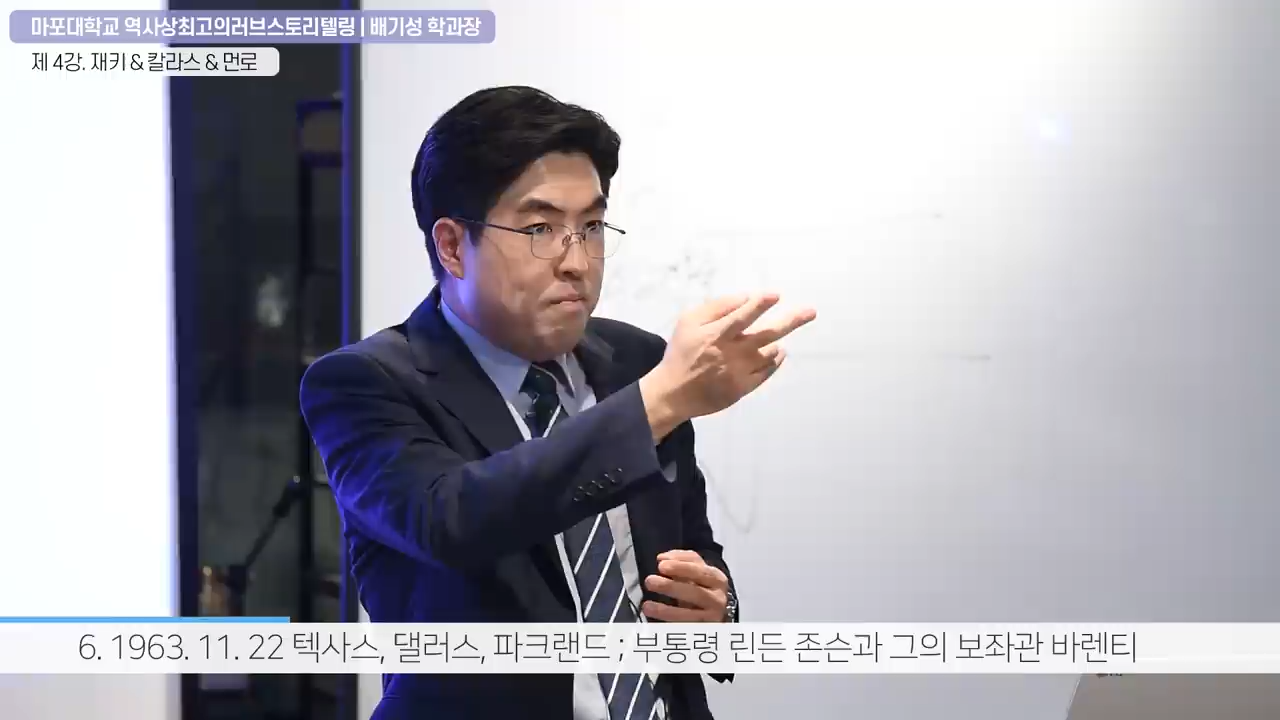 마포대학교 역사상최고의러브스토리텔링 | 배기성 학과장
제 4강. 재키 & 칼라스 & 먼로
6. 1963. 11. 22 텍사스, 댈러스, 파크랜드 ; 부통령 린든 존슨과 그의 보좌관 바렌티